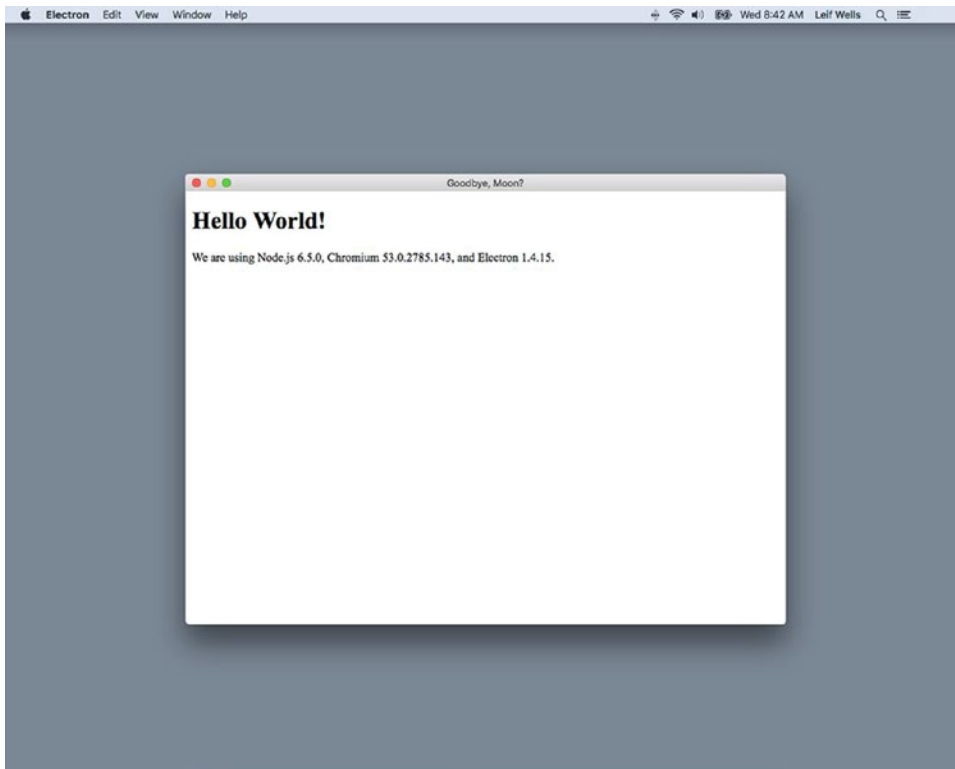 Electron Edit View Window Help Wed 8:42 AM Leif Wells
Goodbye, Moon?
Hello World!
We are using Node.js 6.5.0, Chromium 53.0.2785.143, and Electron 1.4.15.